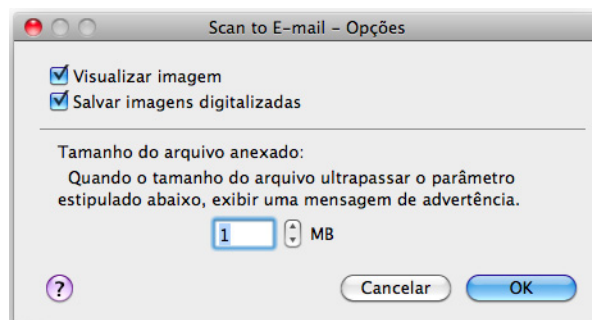 Scan to E-mail – Opções
Visualizar imagem
Salvar imagens digitalizadas
Tamanho do arquivo anexado:
Quando o tamanho do arquivo ultrapassar o parâmetro
estipulado abaixo, exibir uma mensagem de advertência.
1 MB
? Cancelar OK